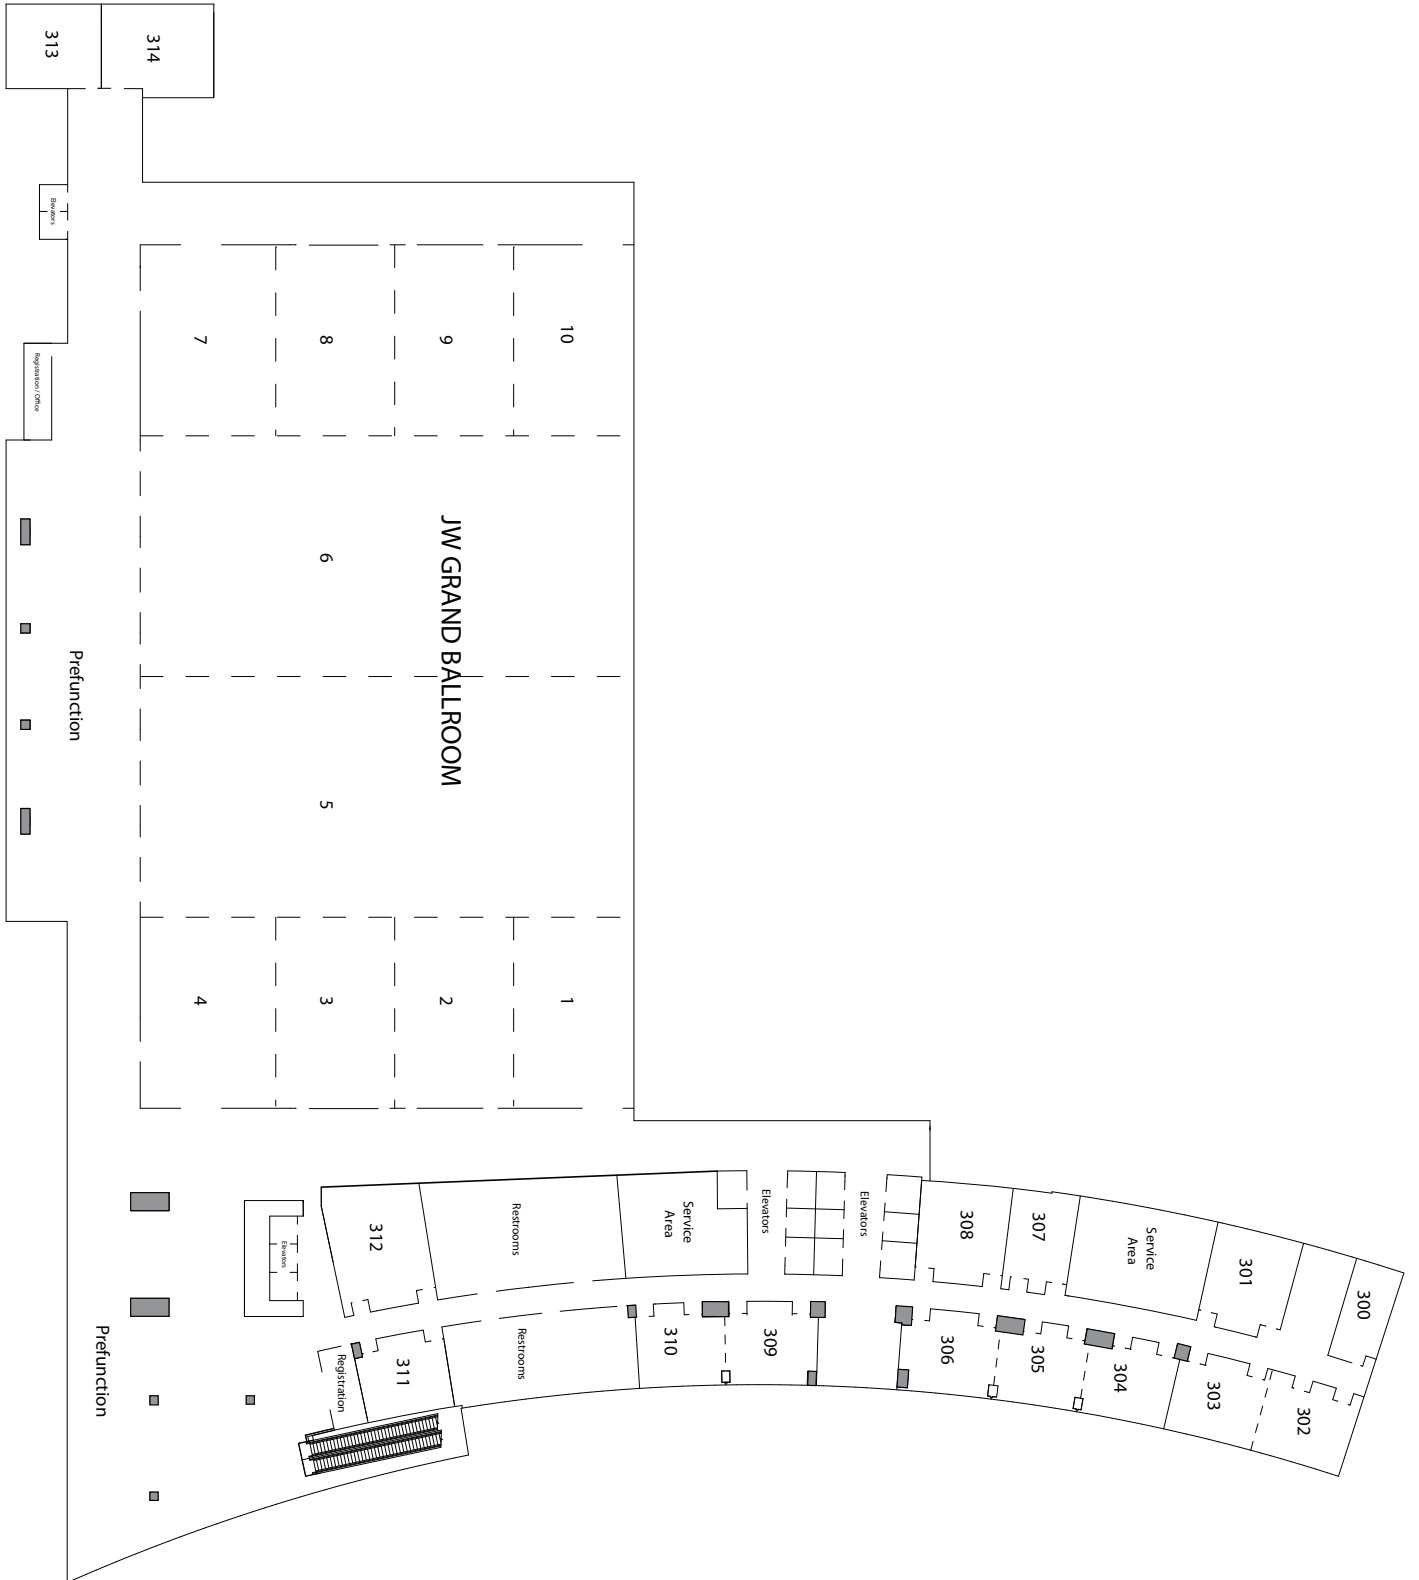 313
314
Elevators
Registration / Office
7
8
9
10
6
JW GRAND BALLROOM
Prefunction
5
4
3
2
1
Elevators
312
Restrooms
Service
Area
Elevators
Elevators
308
307
Service
Area
301
300
Prefunction
Registration
311
Restrooms
310
309
306
305
304
303
302